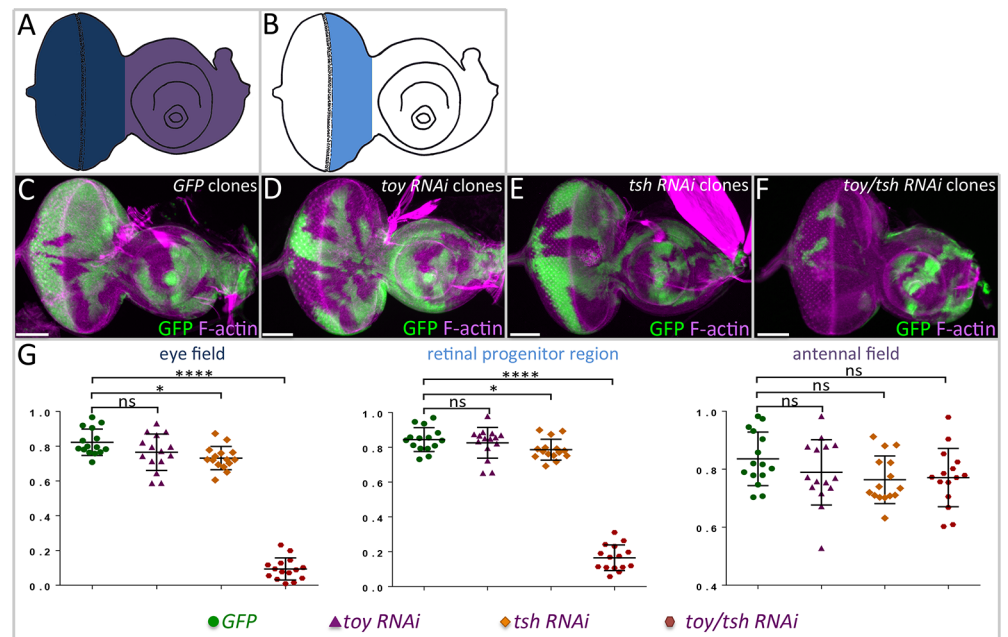 A
B
C GFP clones
GFP F-actin
D toy RNAi clones
GFP F-actin
E tsh RNAi clones
GFP F-actin
F toy/tsh RNAi clones
GFP F-actin
G
eye field
****
*
ns
1.0
0.8
0.6
0.4
0.2
0.0
retinal progenitor region
****
*
ns
1.0
0.8
0.6
0.4
0.2
0.0
antennal field
ns
ns
ns
1.0
0.8
0.6
0.4
GFP toy RNAi tsh RNAi toy/tsh RNAi